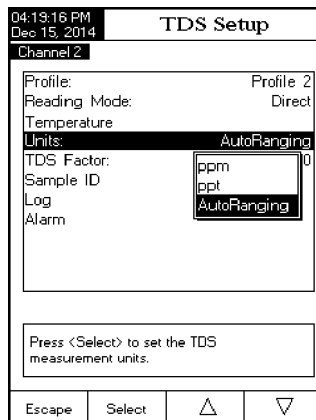 04:19:16 PM
Dec 15, 2014
TDS Setup
Channel 2
Profile: Profile 2
Reading Mode: Direct
Temperature
Units: AutoRanging
TDS Factor: 0
Sample ID
Log
Alarm
ppm
ppt
AutoRanging
Press <Select> to set the TDS
measurement units.
Escape Select △ ▽